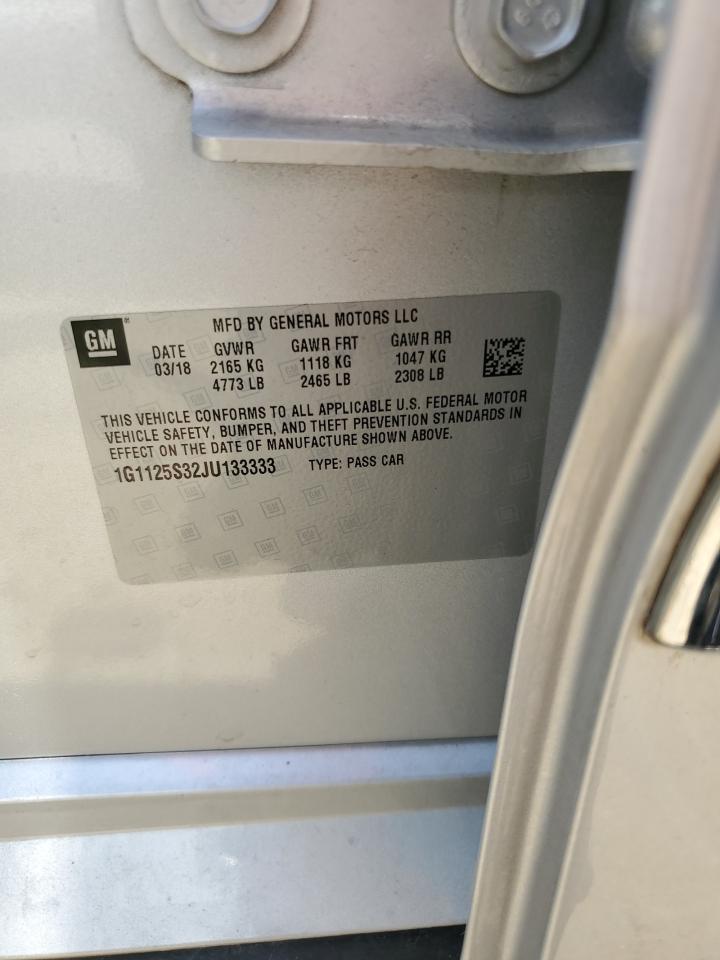 GM
MFD BY GENERAL MOTORS LLC
DATE GVWR GAWR FRT GAWR RR
03/18 2165 KG 1118 KG 1047 KG
4773 LB 2465 LB 2308 LB
THIS VEHICLE CONFORMS TO ALL APPLICABLE U.S. FEDERAL MOTOR
VEHICLE SAFETY, BUMPER, AND THEFT PREVENTION STANDARDS IN
EFFECT ON THE DATE OF MANUFACTURE SHOWN ABOVE.
1G1125S32JU133333 TYPE: PASS CAR